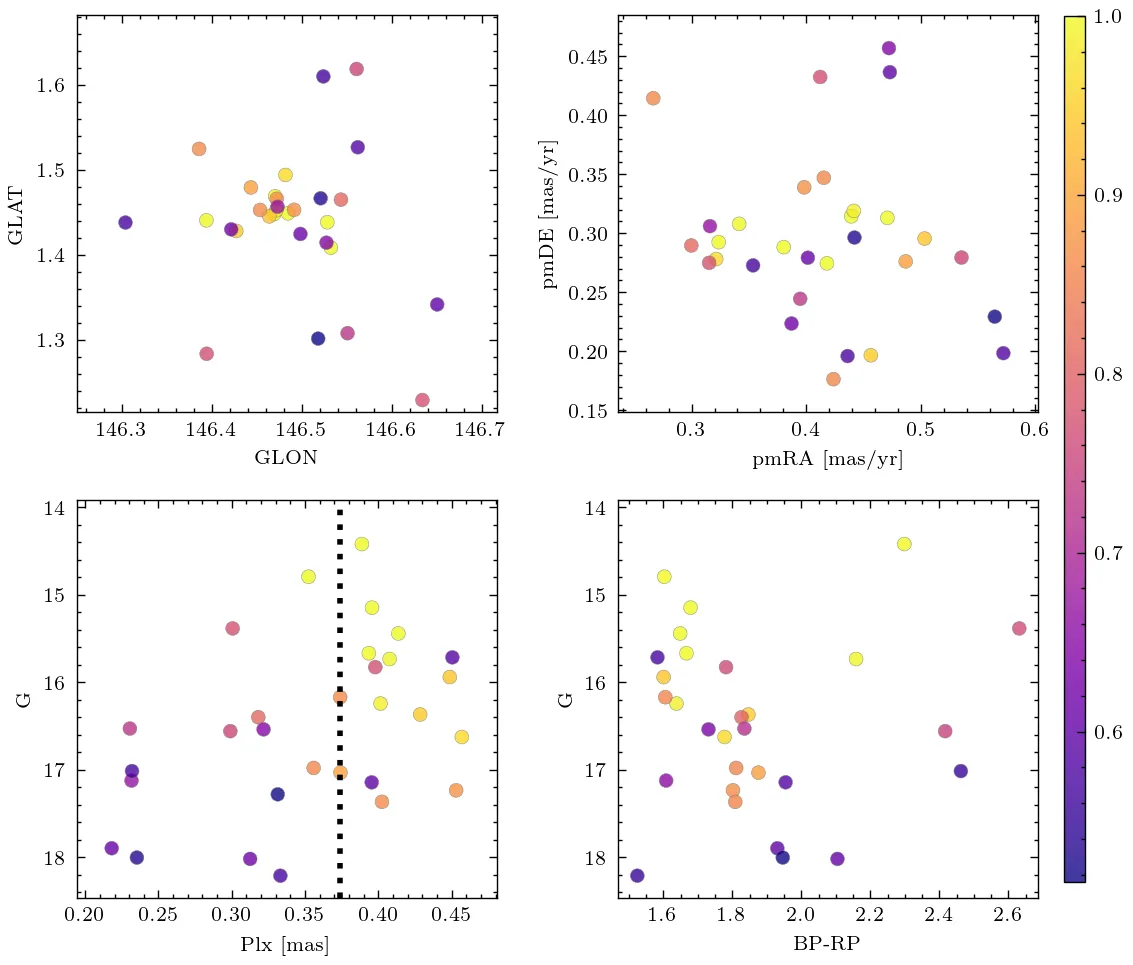 1.6
1.5
1.4
1.3
GLAT
146.3 146.4 146.5 146.6 146.7
GLON
0.45
0.40
0.35
0.30
0.25
0.20
0.15
pmDE [mas/yr]
0.3 0.4 0.5 0.6
pmRA [mas/yr]
1.0
0.9
0.8
0.7
0.6
14
15
16
17
18
G
0.20 0.25 0.30 0.35 0.40 0.45
Plx [mas]
14
15
16
17
18
G
1.6 1.8 2.0 2.2 2.4 2.6
BP-RP